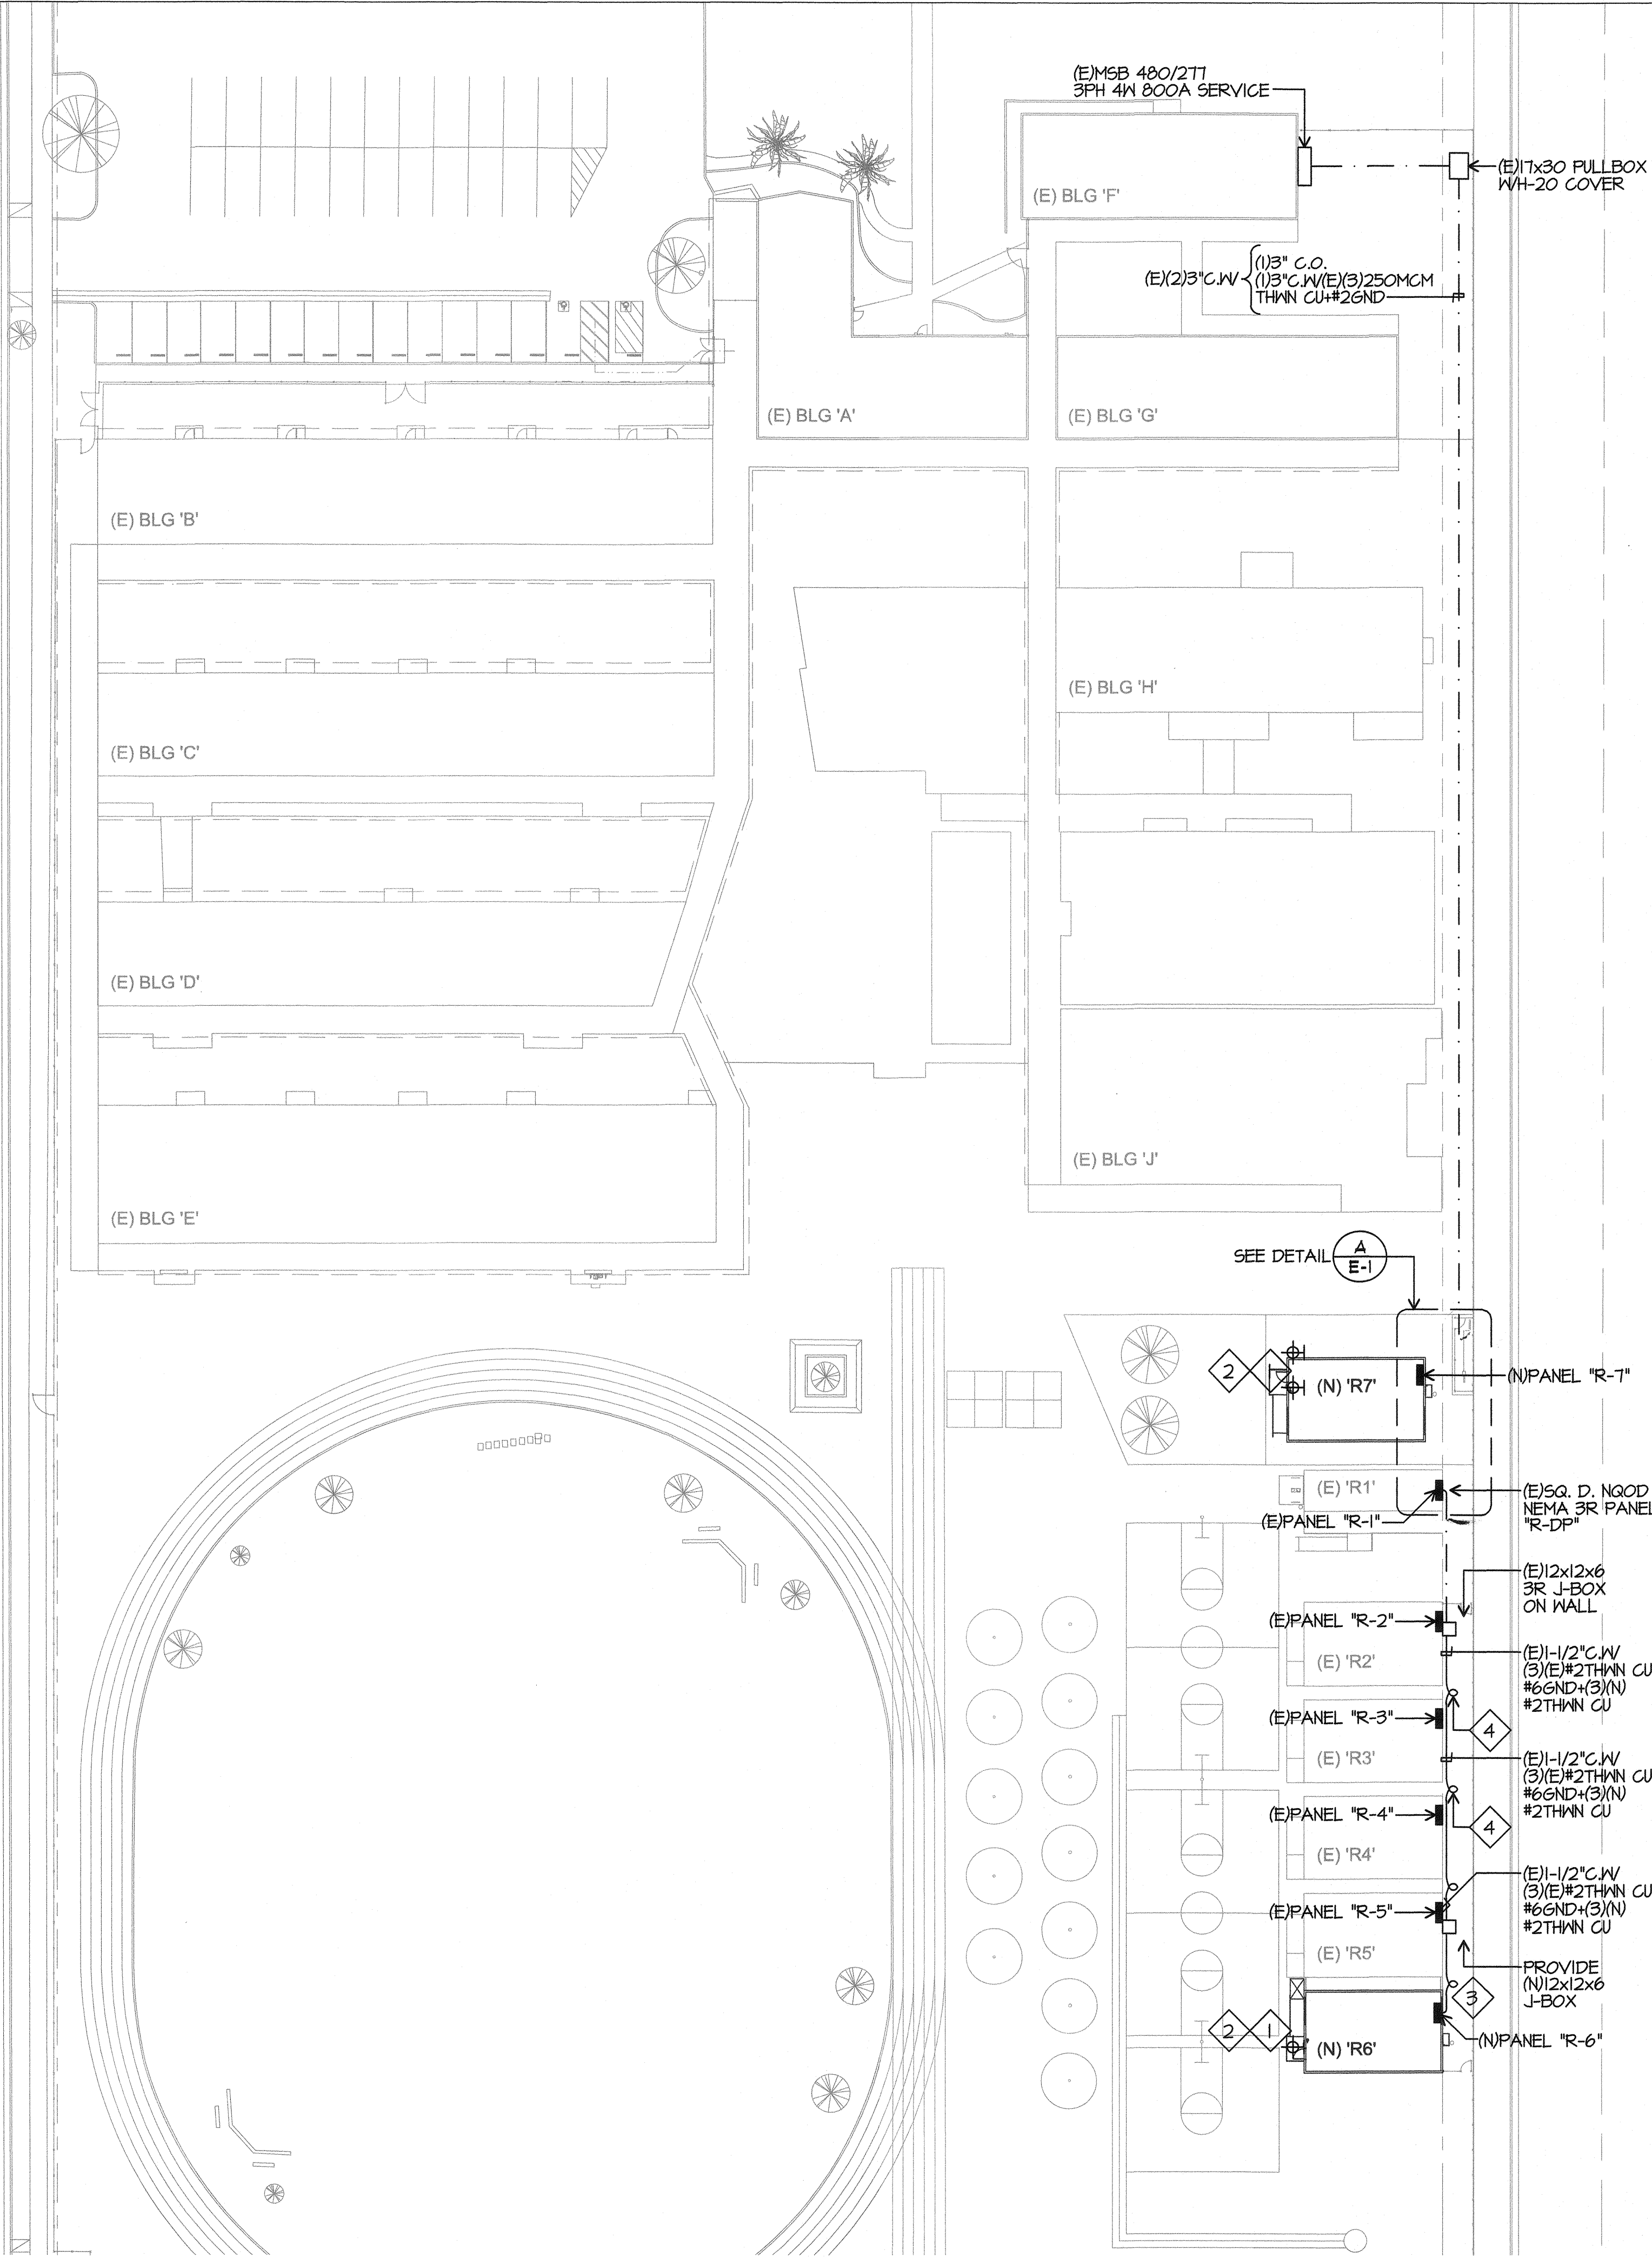 (E)MSB 480/277
3PH 4W 800A SERVICE
(E)17x30 PULLBOX
W/H-20 COVER
(E) BLG 'F'
(E)(2)3"C.W/
(1)3" C.O.
(1)3"C.W/(E)(3)250MCM
THWN CU+#2GND
(E) BLG 'A'
(E) BLG 'G'
(E) BLG 'B'
(E) BLG 'H'
(E) BLG 'C'
(E) BLG 'D'
(E) BLG 'J'
(E) BLG 'E'
SEE DETAIL
A
E-1
2
(N) 'R7'
(N)PANEL "R-7"
(E) 'R1'
(E)PANEL "R-1"
(E)SQ. D. NQOD
NEMA 3R PANEL
"R-DP"
(E)12x12x6
3R J-BOX
ON WALL
(E)PANEL "R-2"
(E) 'R2'
(E)1-1/2"C.W/
(3)(E)#2THWN CU
#6GND+(3)(N)
#2THWN CU
(E)PANEL "R-3"
4
(E) 'R3'
(E)1-1/2"C.W/
(3)(E)#2THWN CU
#6GND+(3)(N)
#2THWN CU
(E)PANEL "R-4"
4
(E) 'R4'
(E)1-1/2"C.W/
(3)(E)#2THWN CU
#6GND+(3)(N)
#2THWN CU
(E)PANEL "R-5"
(E) 'R5'
PROVIDE
(N)12x12x6
J-BOX
3
2
1
(N) 'R6'
(N)PANEL "R-6"